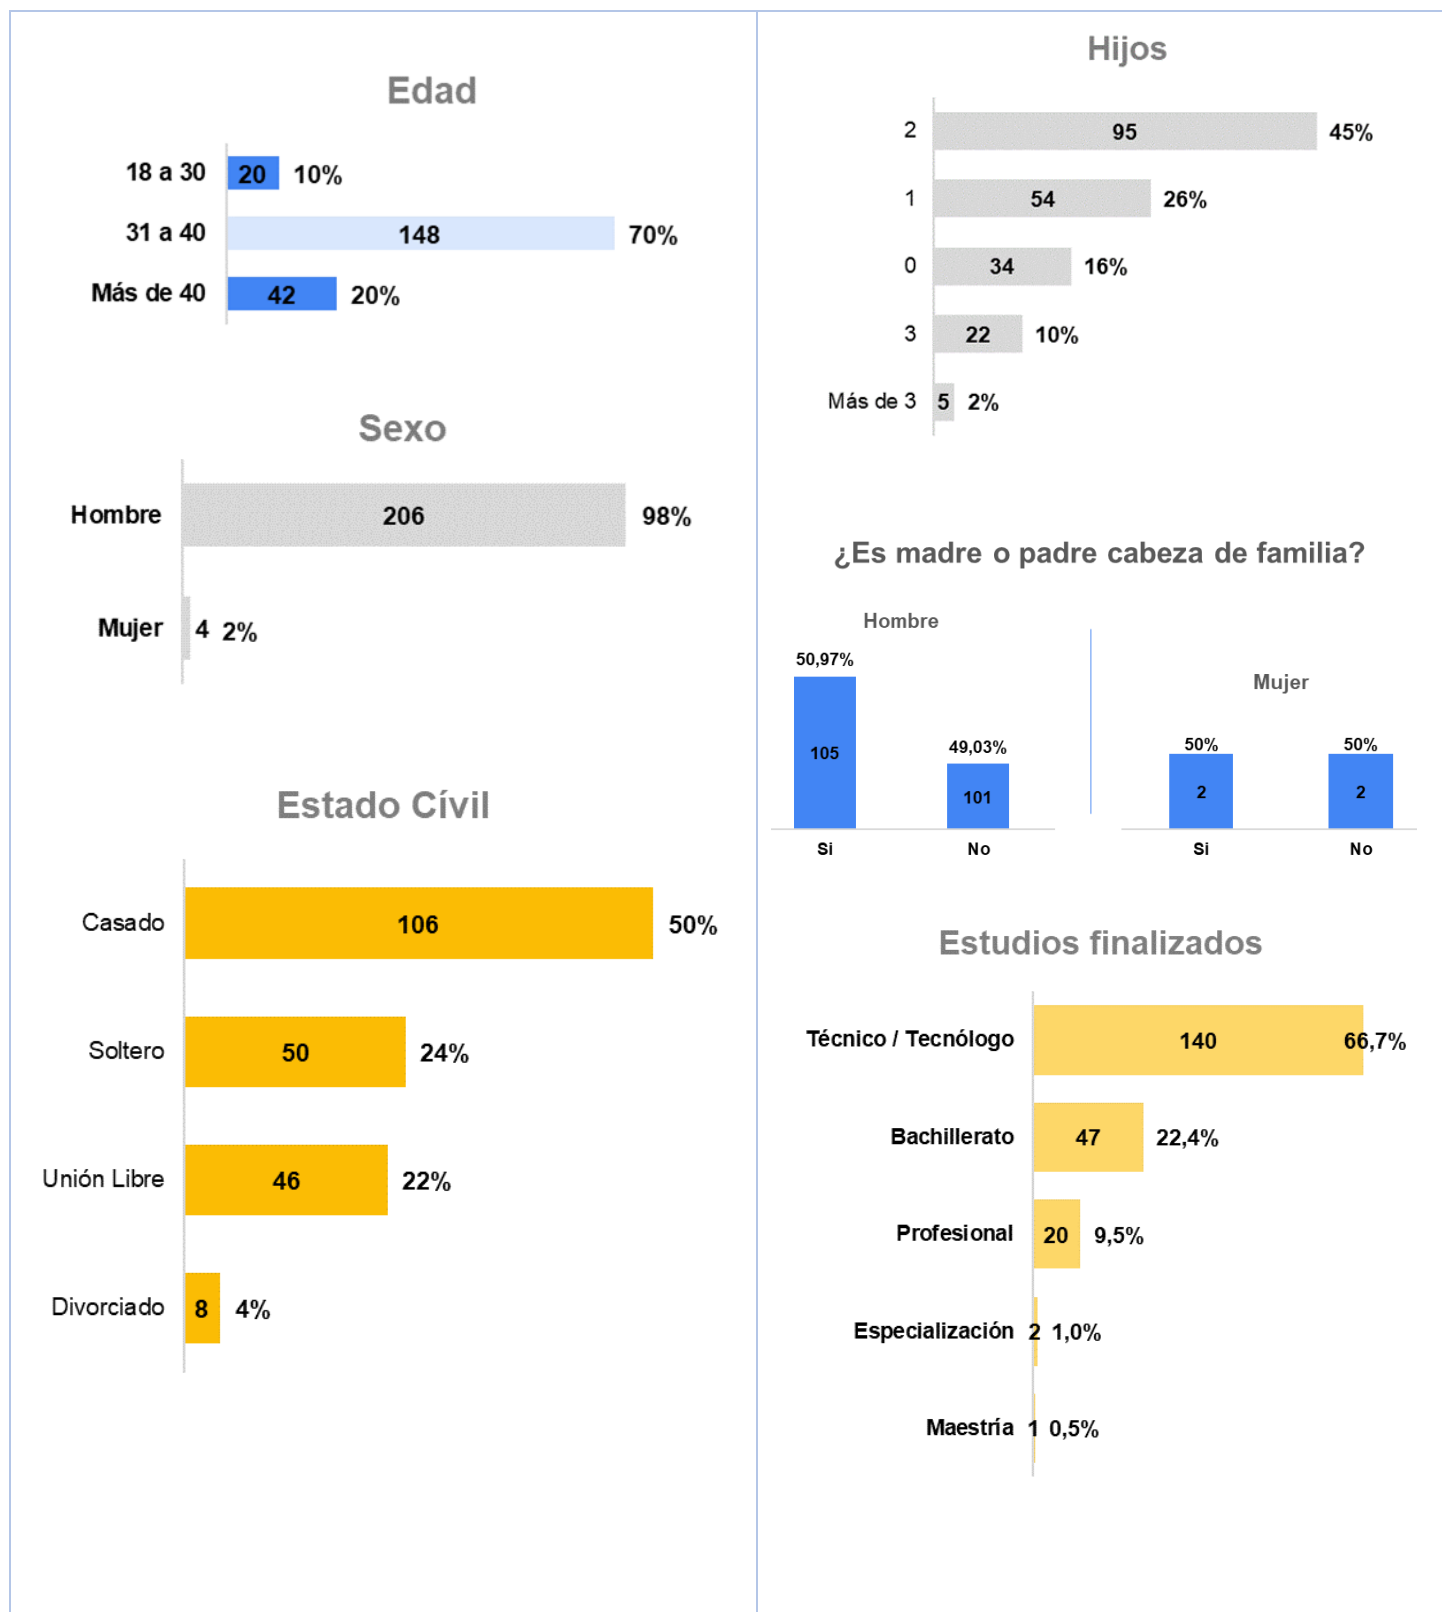 Edad
18 a 30 20 10%
31 a 40 148 70%
Más de 40 42 20%
Sexo
Hombre 206 98%
Mujer 4 2%
Estado Cívil
Casado 106 50%
Soltero 50 24%
Unión Libre 46 22%
Divorciado 8 4%
Hijos
2 95 45%
1 54 26%
0 34 16%
3 22 10%
Más de 3 5 2%
¿Es madre o padre cabeza de familia?
Hombre
50,97%
49,03%
105
101
Si No
Mujer
50% 50%
2 2
Si No
Estudios finalizados
Técnico / Tecnólogo 140 66,7%
Bachillerato 47 22,4%
Profesional 20 9,5%
Especialización 2 1,0%
Maestría 1 0,5%